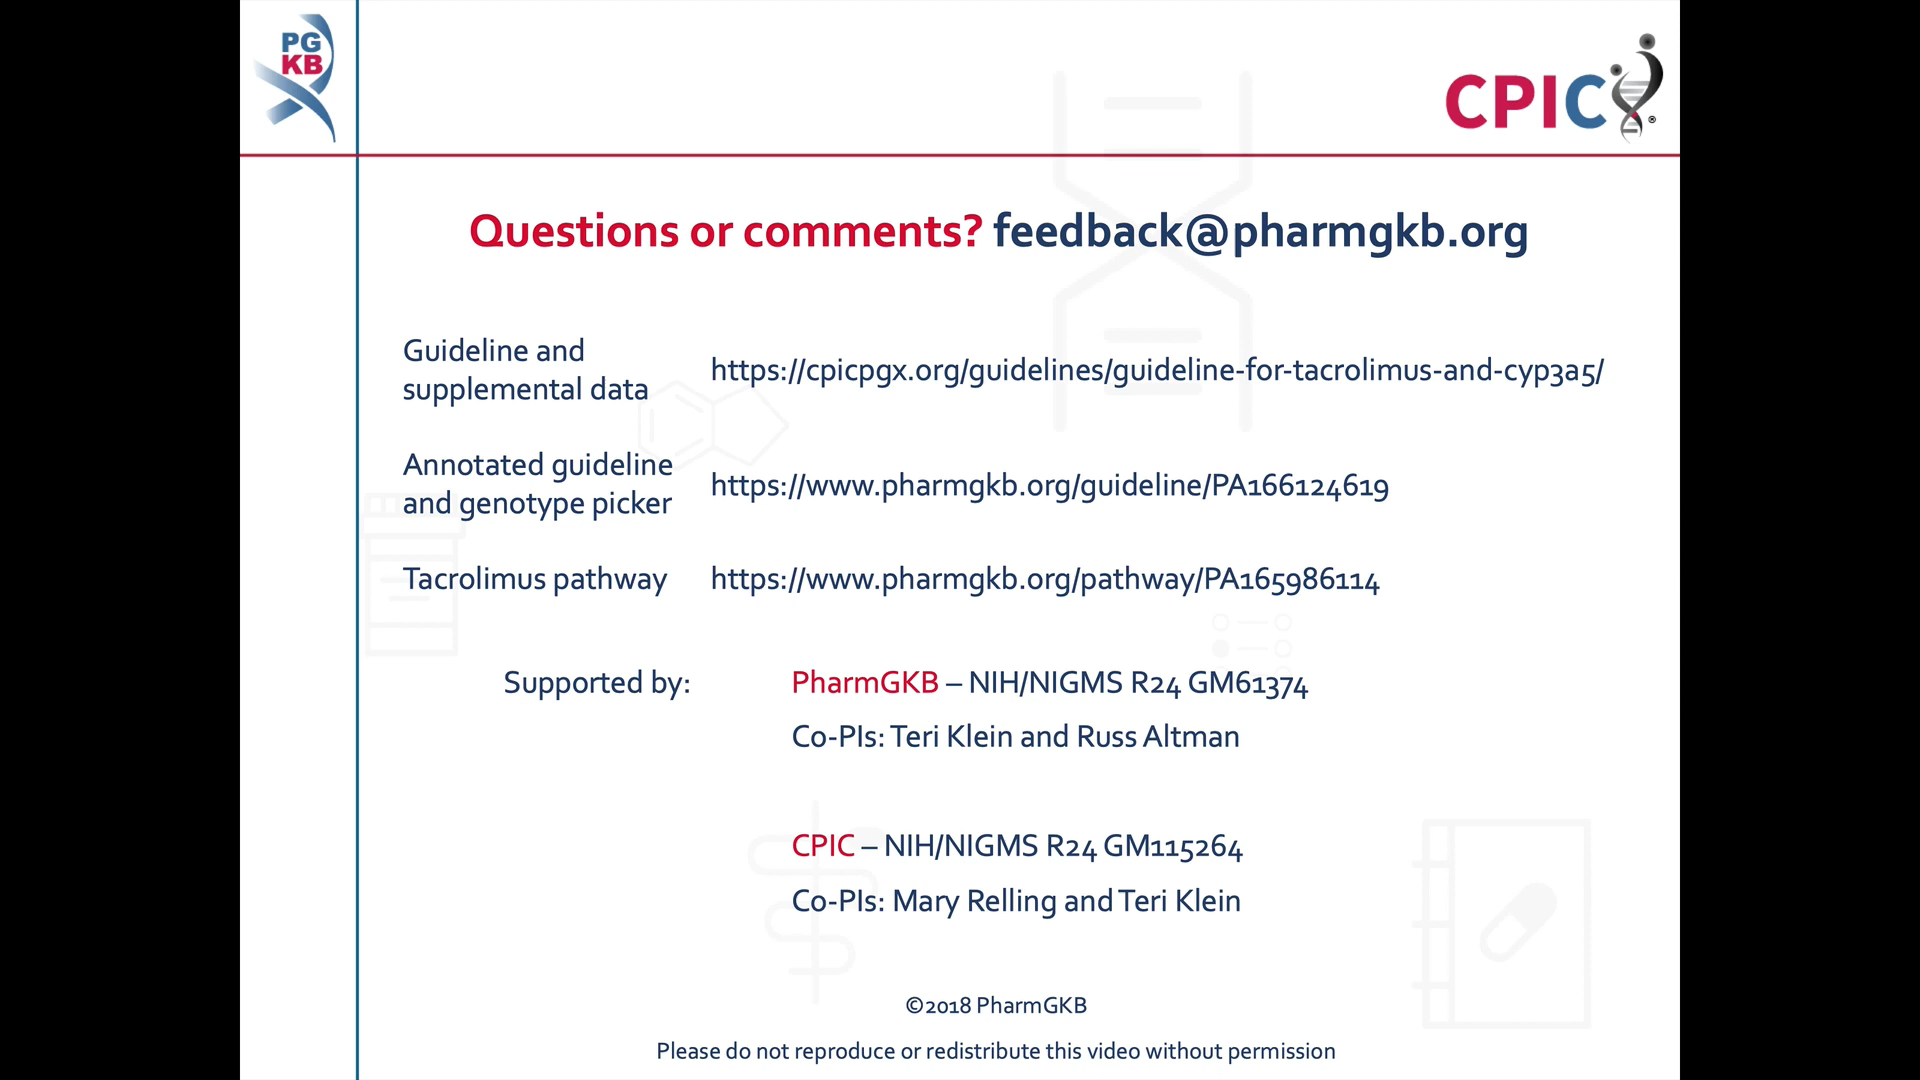 PG
KB
CPIC®
Questions or comments? feedback@pharmgkb.org
Guideline and
supplemental data
https://cpicpgx.org/guidelines/guideline-for-tacrolimus-and-cyp3a5/
Annotated guideline
and genotype picker
https://www.pharmgkb.org/guideline/PA166124619
Tacrolimus pathway
https://www.pharmgkb.org/pathway/PA165986114
Supported by:
PharmGKB – NIH/NIGMS R24 GM61374
Co-PIs: Teri Klein and Russ Altman
CPIC – NIH/NIGMS R24 GM115264
Co-PIs: Mary Relling and Teri Klein
©2018 PharmGKB
Please do not reproduce or redistribute this video without permission